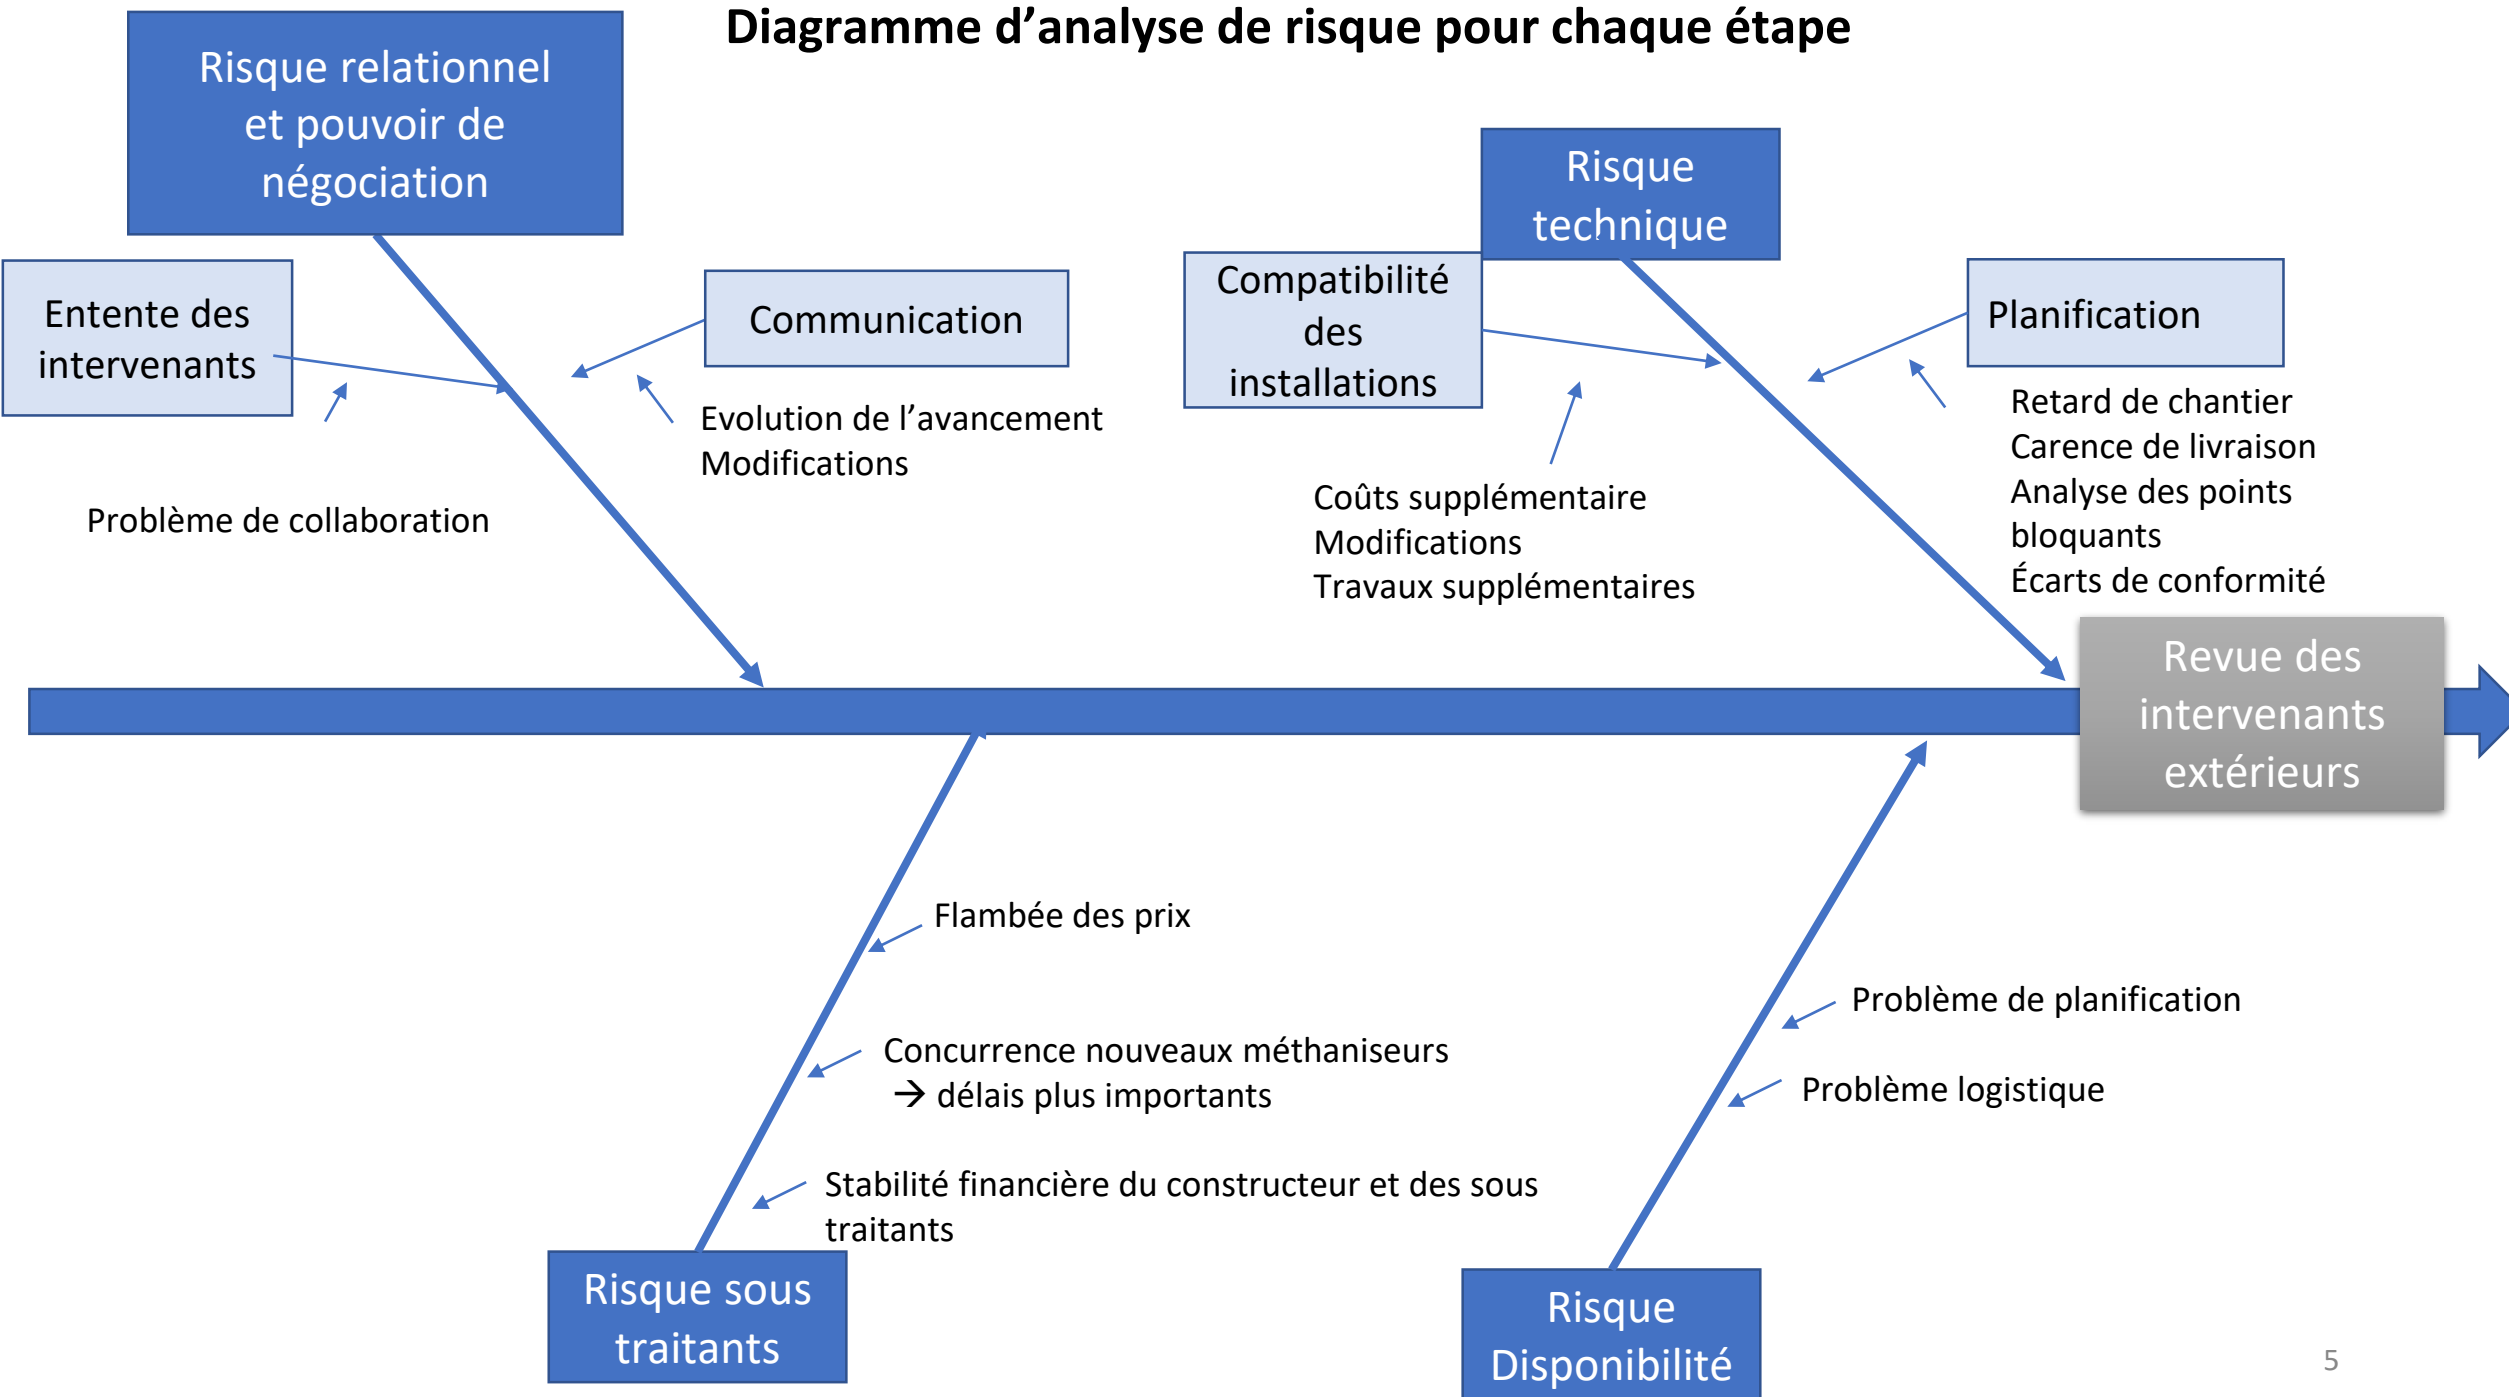 Diagramme d’analyse de risque pour chaque étape
Risque relationnel
et pouvoir de
négociation
Risque
technique
Entente des
intervenants
Communication
Compatibilité
des
installations
Planification
Problème de collaboration
Evolution de l’avancement
Modifications
Coûts supplémentaire
Modifications
Travaux supplémentaires
Retard de chantier
Carence de livraison
Analyse des points
bloquants
Écarts de conformité
Revue des
intervenants
extérieurs
Flambée des prix
Concurrence nouveaux méthaniseurs
→ délais plus importants
Stabilité financière du constructeur et des sous
traitants
Problème de planification
Problème logistique
Risque sous
traitants
Risque
Disponibilité
5